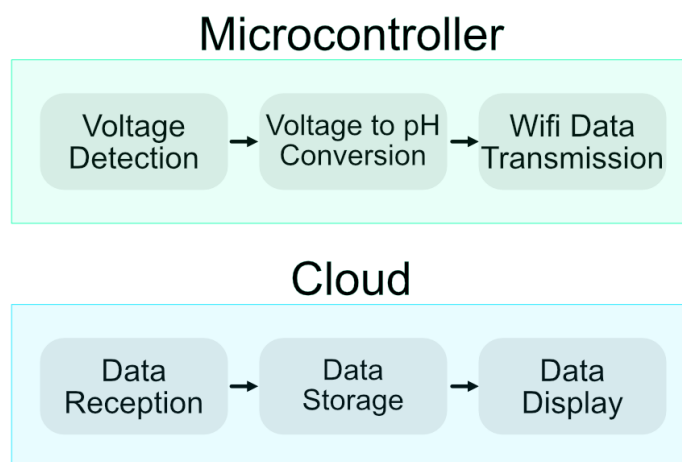 Microcontroller
Voltage
Detection
Voltage to pH
Conversion
Wifi Data
Transmission
Cloud
Data
Reception
Data
Storage
Data
Display